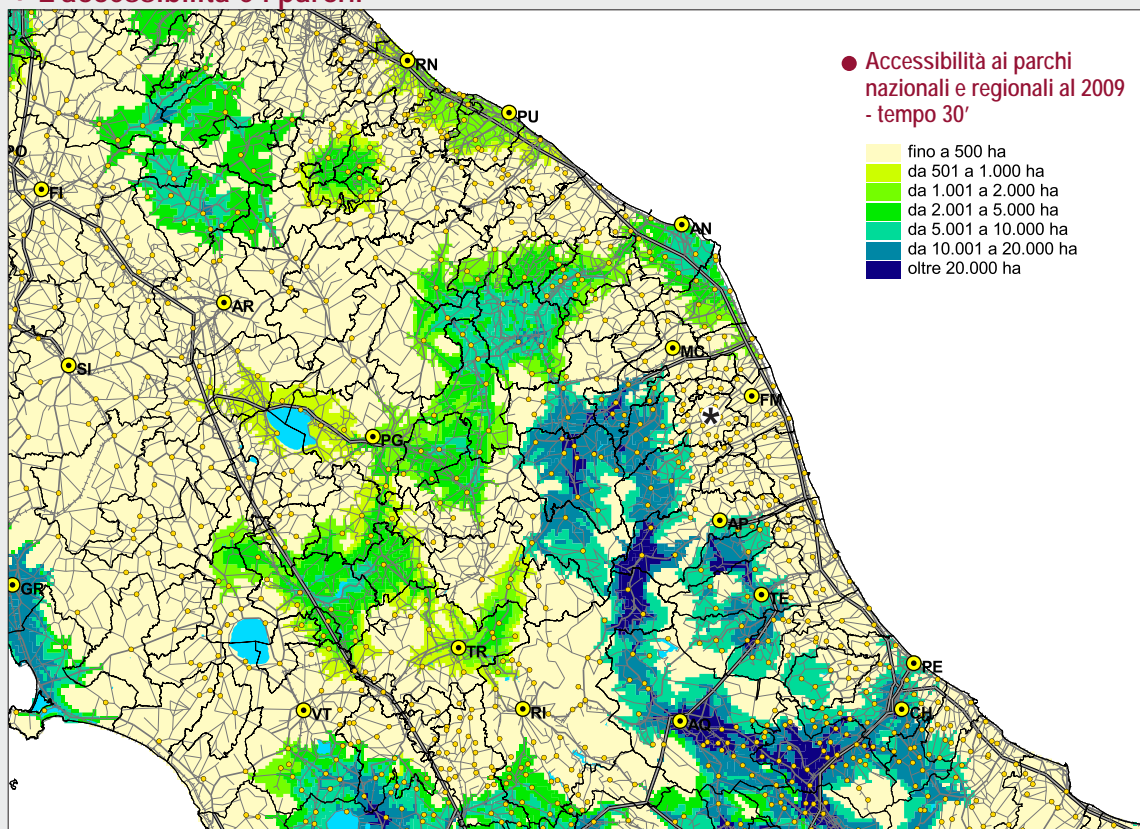 L'accessibilità e i parchi
● Accessibilità ai parchi
nazionali e regionali al 2009
- tempo 30'
fino a 500 ha
da 501 a 1.000 ha
da 1.001 a 2.000 ha
da 2.001 a 5.000 ha
da 5.001 a 10.000 ha
da 10.001 a 20.000 ha
oltre 20.000 ha
RN
PU
PO
FI
AN
AR
MC
SI
FM
*
PG
AP
GR
TE
TR
PE
VT
RI
CH
AQ